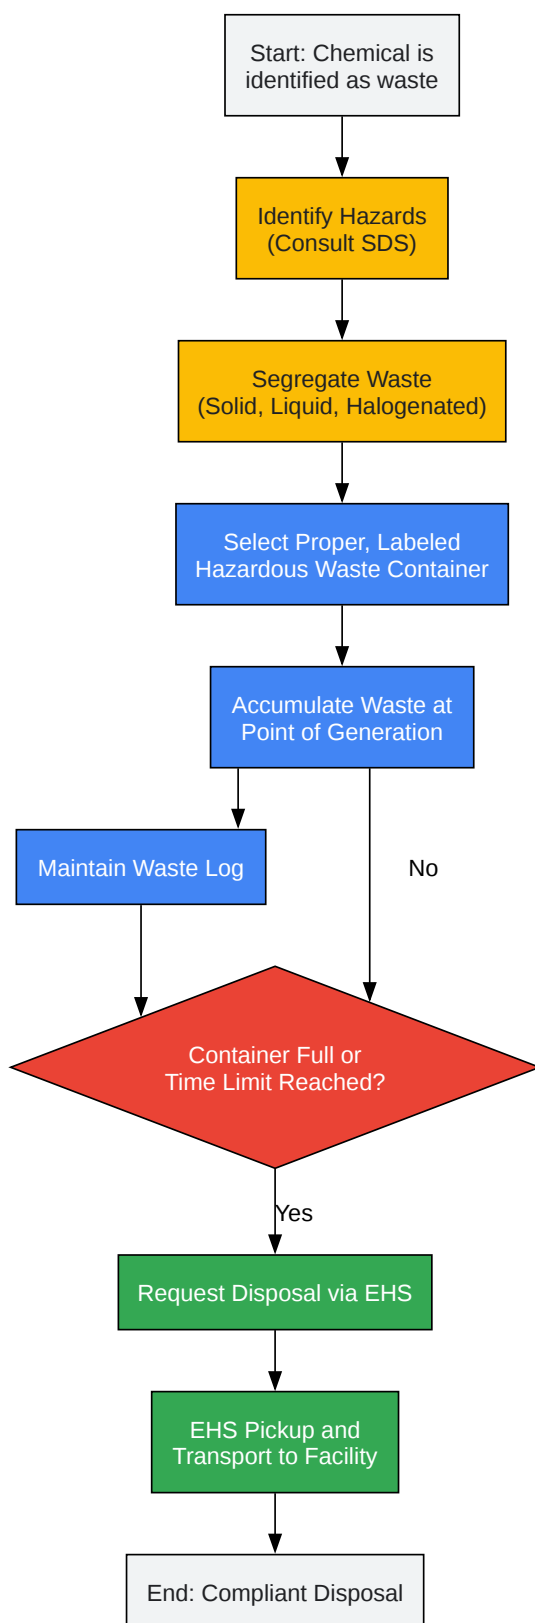 Start: Chemical is
identified as waste
Identify Hazards
(Consult SDS)
Segregate Waste
(Solid, Liquid, Halogenated)
Select Proper, Labeled
Hazardous Waste Container
Accumulate Waste at
Point of Generation
Maintain Waste Log
No
Container Full or
Time Limit Reached?
Yes
Request Disposal via EHS
EHS Pickup and
Transport to Facility
End: Compliant Disposal